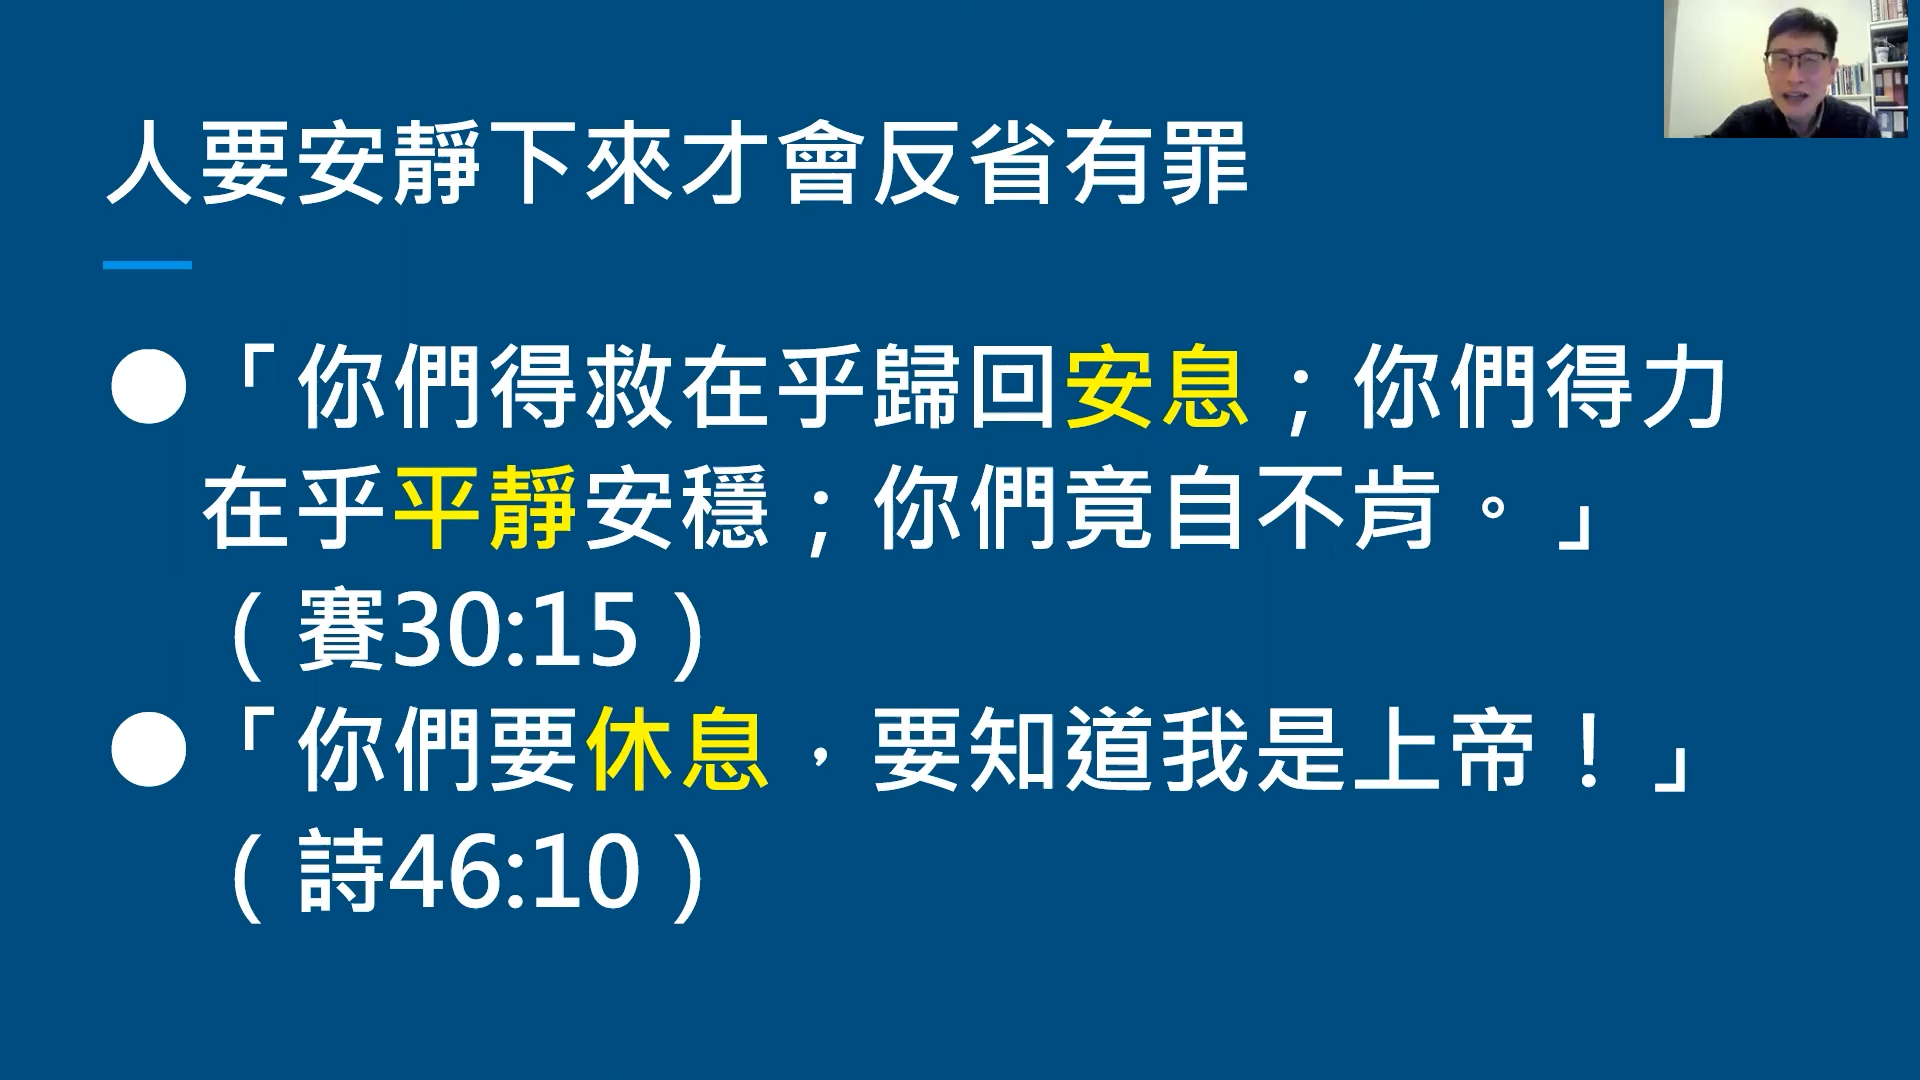 人要安靜下來才會反省有罪
●「你們得救在乎歸回安息；你們得力
在乎平靜安穩；你們竟自不肯。」
（賽30:15）
●「你們要休息，要知道我是上帝！」
（詩46:10）